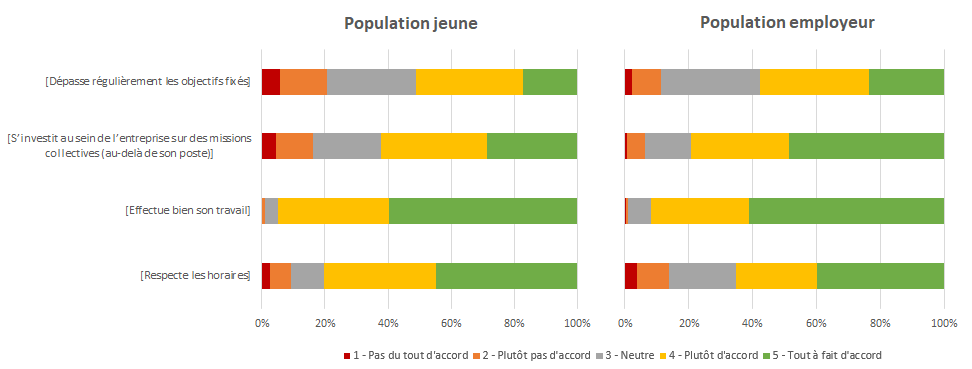 Population jeune
Population employeur
[Dépasse régulièrement les objectifs fixés]
[S'investit au sein de l'entreprise sur des missions
collectives (au-delà de son poste)]
[Effectue bien son travail]
[Respecte les horaires]
0% 20% 40% 60% 80% 100%
0% 20% 40% 60% 80% 100%
1 - Pas du tout d'accord 2 - Plutôt pas d'accord 3 - Neutre 4 - Plutôt d'accord 5 - Tout à fait d'accord